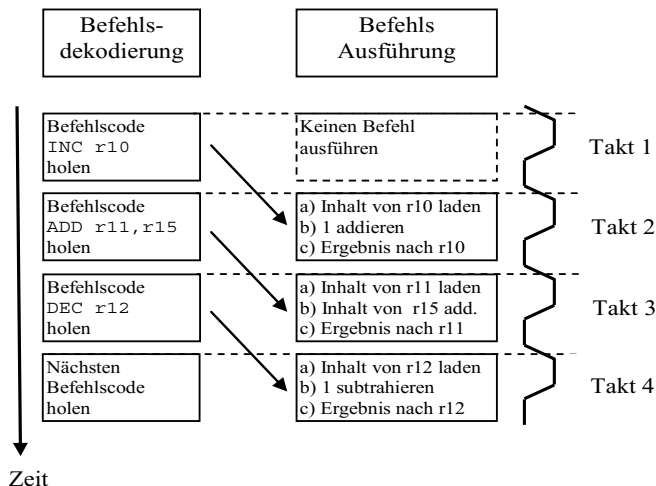 Befehls-
dekodierung
Befehls
Ausführung
Befehlscode
INC r10
holen
Keinen Befehl
ausführen
Takt 1
Befehlscode
ADD r11,r15
holen
a) Inhalt von r10 laden
b) 1 addieren
c) Ergebnis nach r10
Takt 2
Befehlscode
DEC r12
holen
a) Inhalt von r11 laden
b) Inhalt von r15 add.
c) Ergebnis nach r11
Takt 3
Nächsten
Befehlscode
holen
a) Inhalt von r12 laden
b) 1 subtrahieren
c) Ergebnis nach r12
Takt 4
Zeit